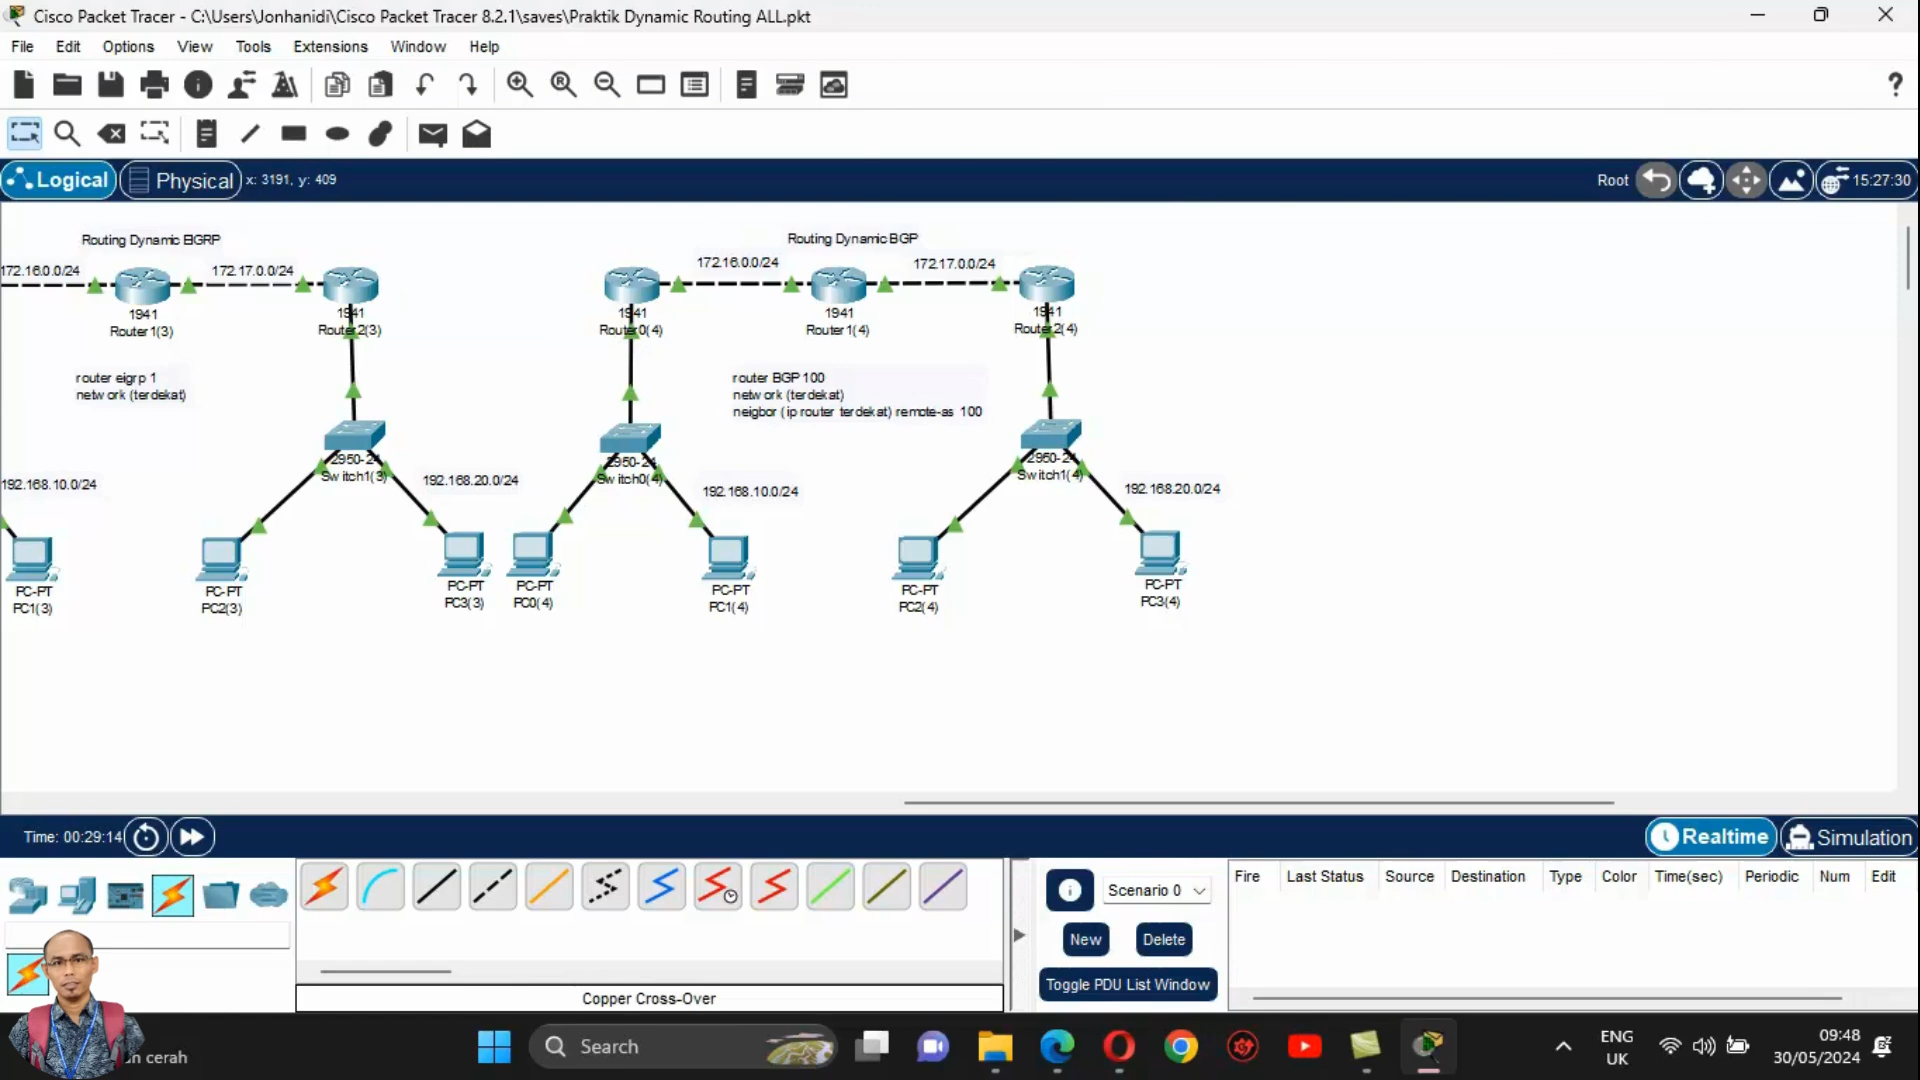 Cisco Packet Tracer - C:\Users\Jonhanidi\Cisco Packet Tracer 8.2.1\saves\Praktik Dynamic Routing ALL.pkt
File Edit Options View Tools Extensions Window Help
Logical Physical x: 3191, y: 409 Root 15:27:30
Routing Dynamic EIGRP Routing Dynamic BGP
172.16.0.0/24 172.17.0.0/24 172.16.0.0/24 172.17.0.0/24
1941 1941 1941 1941 1941
Router1(3) Router2(3) Router0(4) Router1(4) Router2(4)
router eigrp 1
network (terdekat)
router BGP 100
network (terdekat)
neigbor ( ip router terdekat) remote-as 100
2950-24 2950-24 2950-24
Switch1(3) Switch0(4) Switch1(4)
192.168.10.0/24 192.168.20.0/24 192.168.10.0/24 192.168.20.0/24
PC-PT PC-PT PC-PT PC-PT PC-PT PC-PT PC-PT
PC1(3) PC2(3) PC3(3) PC0(4) PC1(4) PC2(4) PC3(4)
Time: 00:29:14 Realtime Simulation
Scenario 0 Fire Last Status Source Destination Type Color Time(sec) Periodic Num Edit
New Delete
Toggle PDU List Window
Copper Cross-Over
cerah Search ENG
UK
09:48
30/05/2024